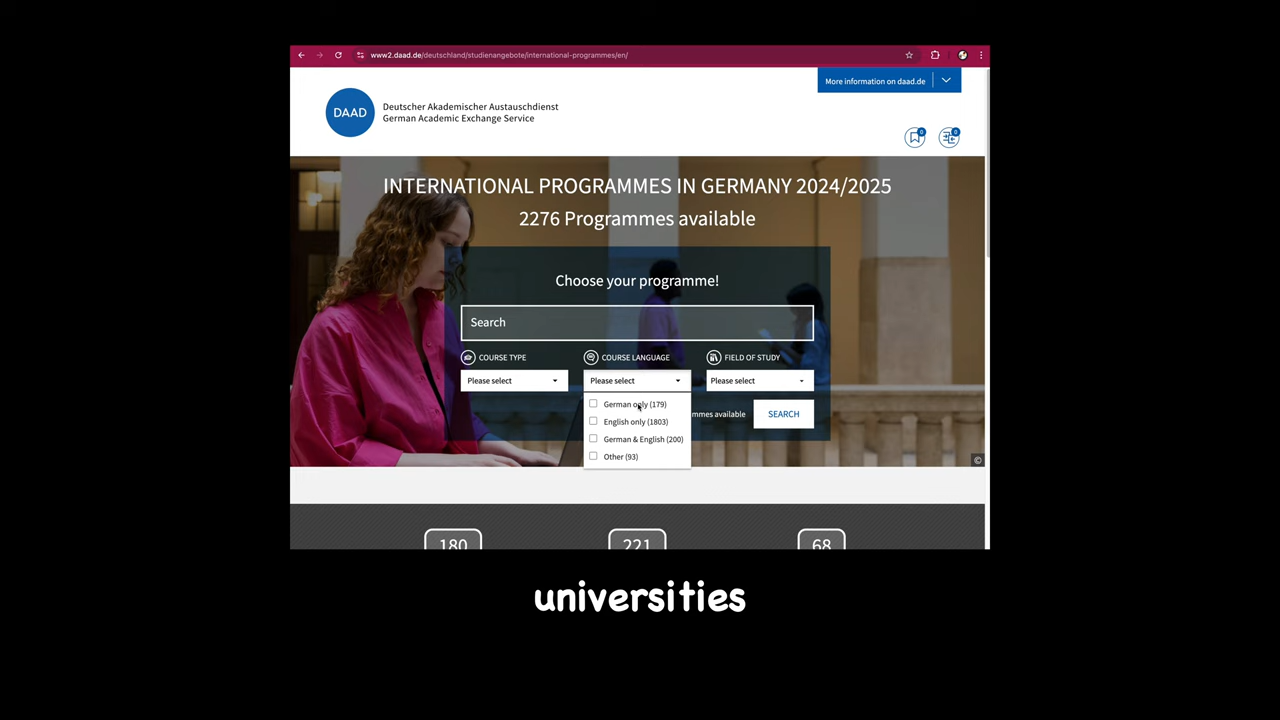 www2.daad.de/deutschland/studienangebote/international-programmes/en/
More information on daad.de
DAAD
Deutscher Akademischer Austauschdienst
German Academic Exchange Service
0
0
INTERNATIONAL PROGRAMMES IN GERMANY 2024/2025
2276 Programmes available
Choose your programme!
Search
COURSE TYPE
COURSE LANGUAGE
FIELD OF STUDY
Please select
Please select
Please select
German only (179)
English only (1803)
German & English (200)
Other (93)
mmes available
SEARCH
©
180
221
68
universities